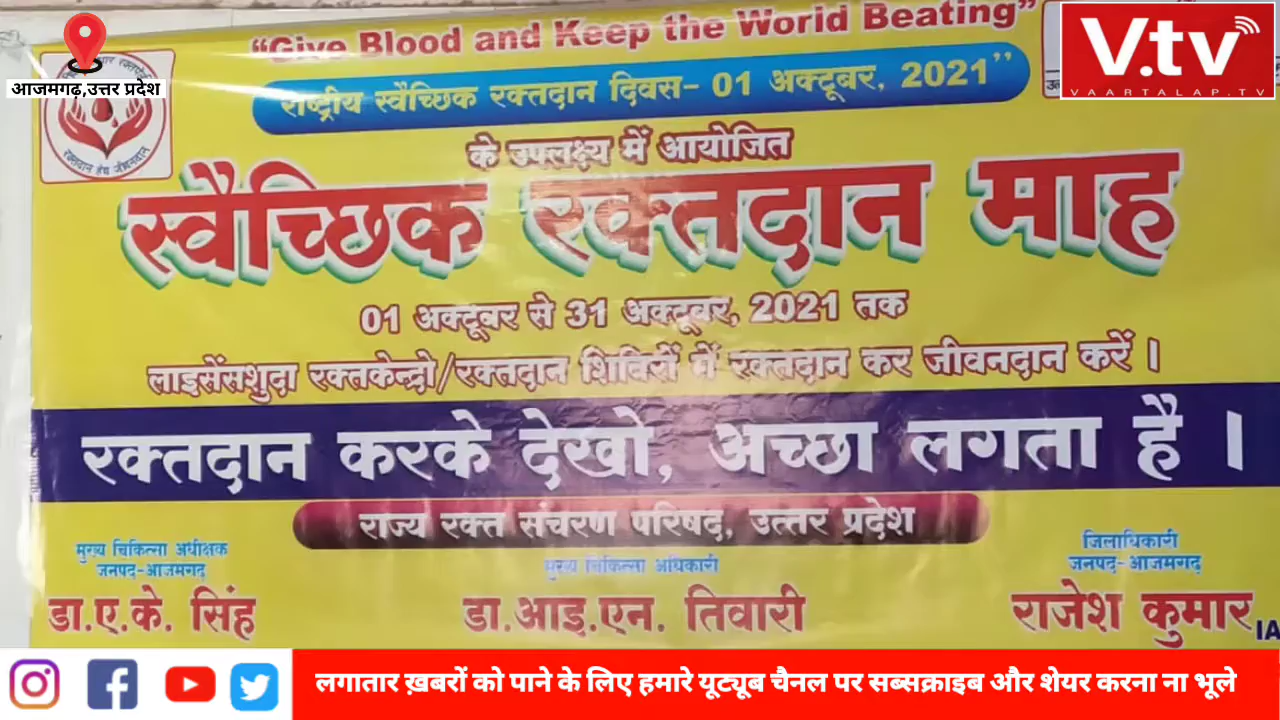 "Give Blood and Keep the World Beating"
राष्ट्रीय स्वैच्छिक रक्तदान दिवस- 01 अक्टूबर, 2021"
V.tv
VAARTALAP.TV
आजमगढ़,उत्तर प्रदेश
रक्तदान हेय जीवनदान
के उपलक्ष्य में आयोजित
स्वैच्छिक रक्तदान माह
01 अक्टूबर से 31 अक्टूबर, 2021 तक
लाइसेंसशुदा रक्तकेन्द्रो/रक्तदान शिविरों में रक्तदान कर जीवनदान करें।
रक्तदान करके देखो, अच्छा लगता है।
राज्य रक्त संचरण परिषद, उत्तर प्रदेश
मुख्य चिकित्सा अधीक्षक
जनपद-आजमगढ़
डा.ए.के. सिंह
मुख्य चिकित्सा अधिकारी
डा.आइ.एन. तिवारी
जिलाधिकारी
जनपद-आजमगढ़
राजेश कुमार IA
लगातार ख़बरों को पाने के लिए हमारे यूट्यूब चैनल पर सब्सक्राइब और शेयर करना ना भूले